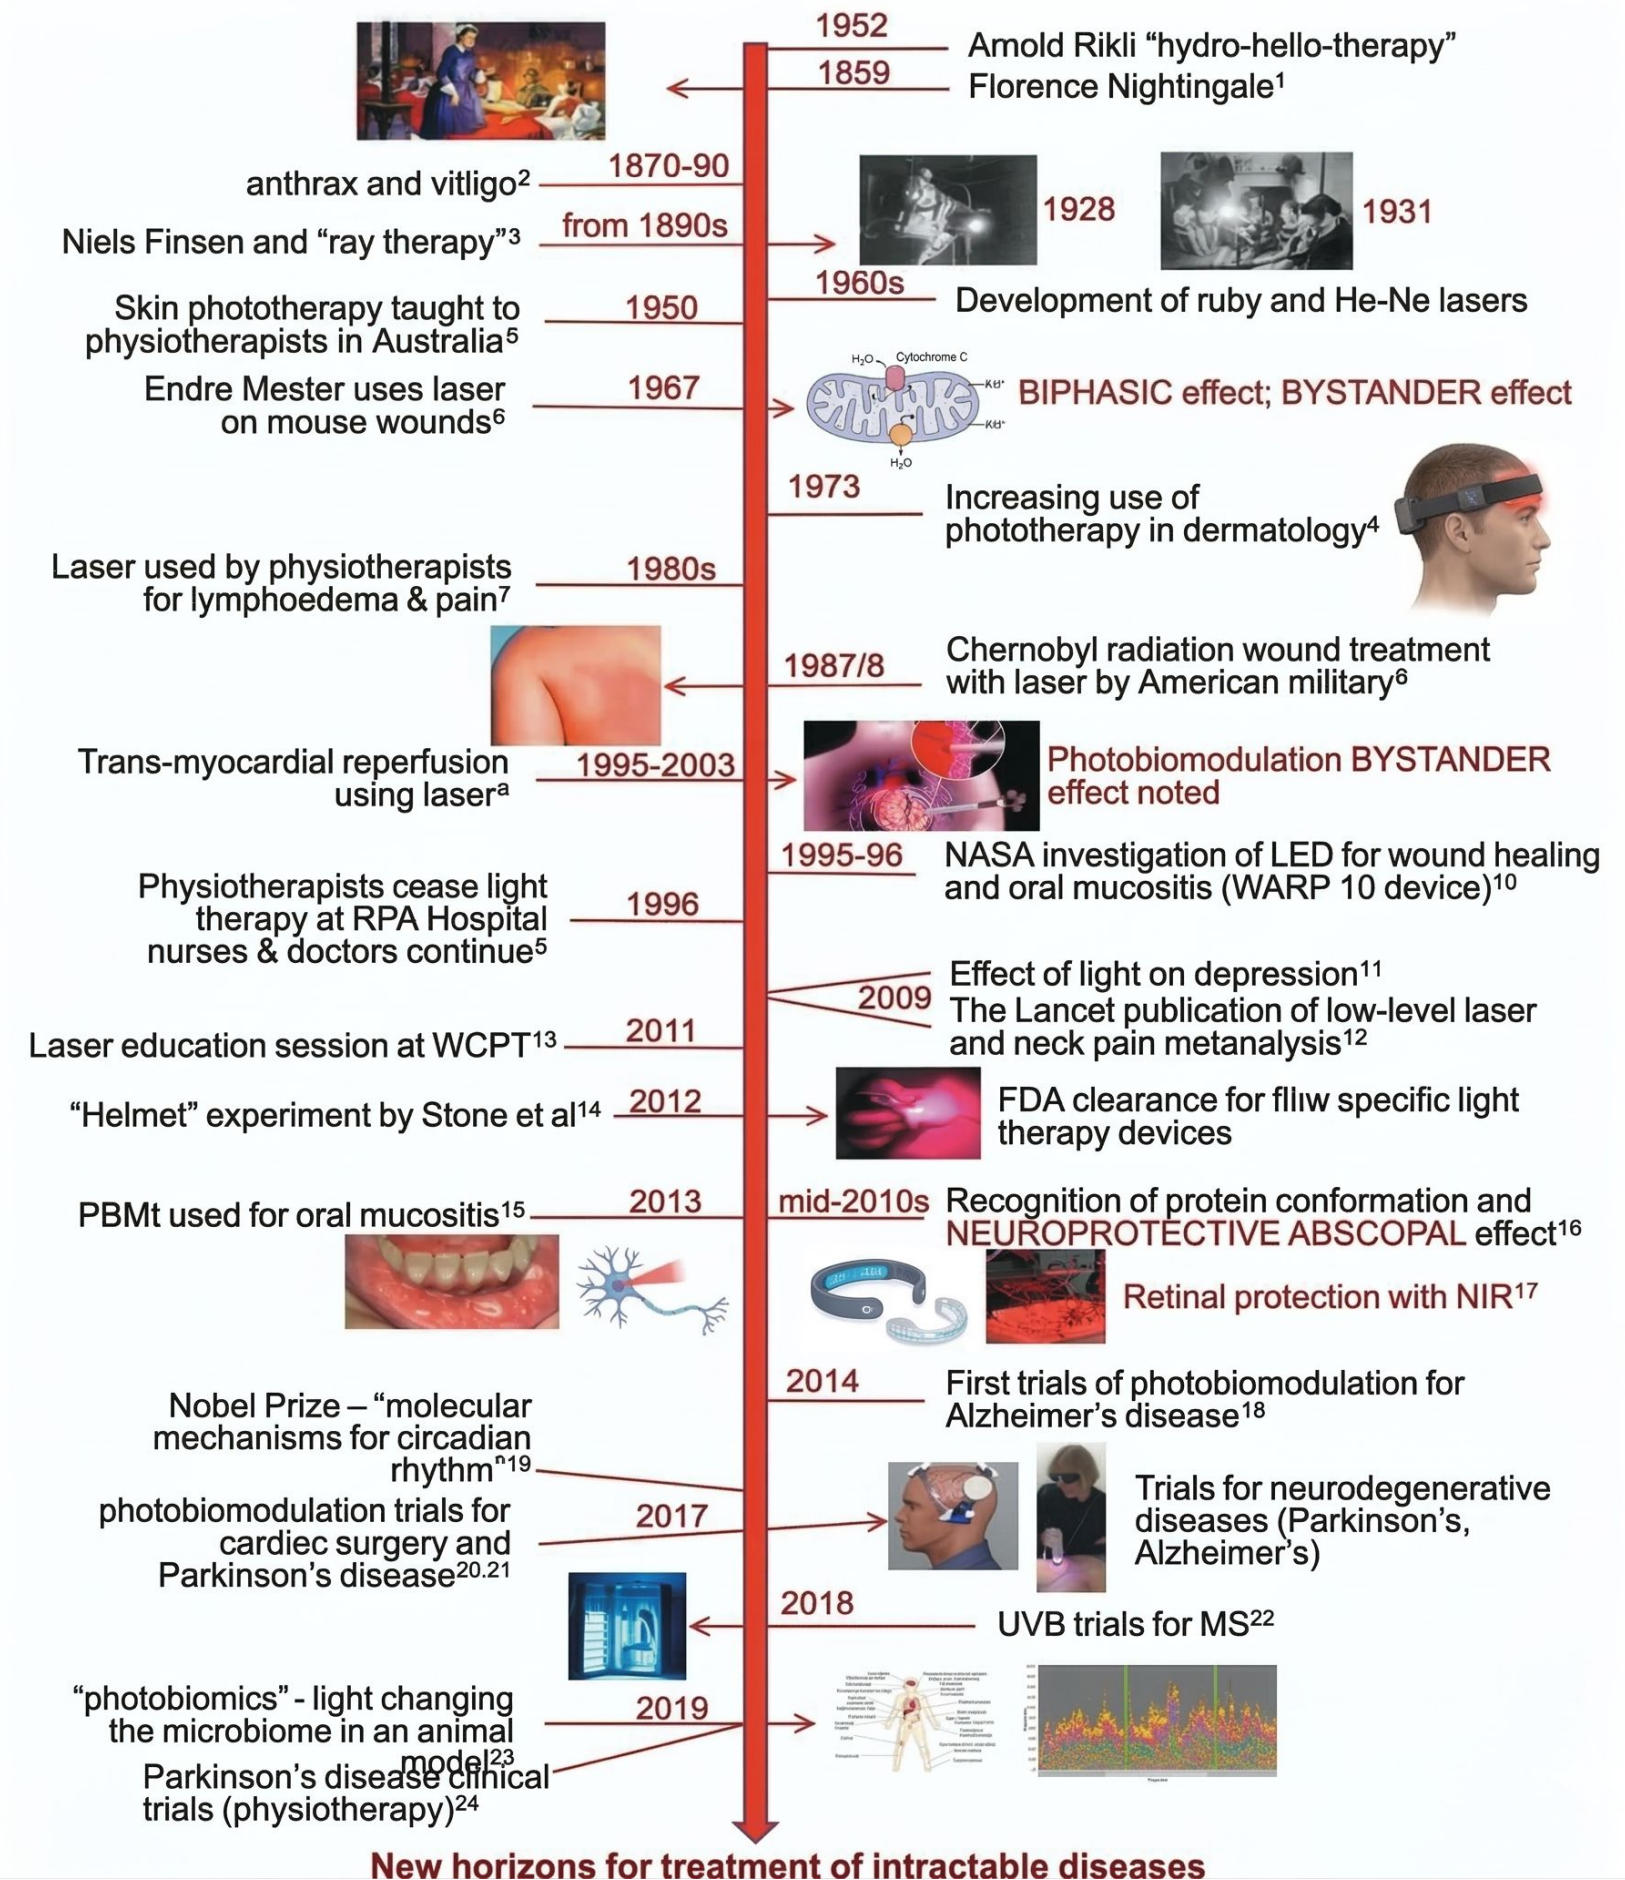 1952
Arnold Rikli “hydro-hello-therapy”
1859
Florence Nightingale¹
1870-90
anthrax and vitligo²
1928
1931
from 1890s
Niels Finsen and “ray therapy”³
1960s
Development of ruby and He-Ne lasers
1950
Skin phototherapy taught to
physiotherapists in Australia⁵
1967
Endre Mester uses laser
on mouse wounds⁶
H₂O
Cytochrome C
H₂O
BIPHASIC effect; BYSTANDER effect
1973
Increasing use of
phototherapy in dermatology⁴
1980s
Laser used by physiotherapists
for lymphoedema & pain⁷
1987/8
Chernobyl radiation wound treatment
with laser by American military⁶
1995-2003
Trans-myocardial reperfusion
using laserᵃ
Photobiomodulation BYSTANDER
effect noted
1995-96
NASA investigation of LED for wound healing
and oral mucositis (WARP 10 device)¹⁰
1996
Physiotherapists cease light
therapy at RPA Hospital
nurses & doctors continue⁵
2009
Effect of light on depression¹¹
The Lancet publication of low-level laser
and neck pain metanalysis¹²
2011
Laser education session at WCPT¹³
2012
“Helmet” experiment by Stone et al¹⁴
FDA clearance for fllıw specific light
therapy devices
2013
PBMt used for oral mucositis¹⁵
mid-2010s
Recognition of protein conformation and
NEUROPROTECTIVE ABSCOPAL effect¹⁶
Retinal protection with NIR¹⁷
2014
First trials of photobiomodulation for
Alzheimer’s disease¹⁸
Nobel Prize – “molecular
mechanisms for circadian
rhythm”¹⁹
2017
photobiomodulation trials for
cardiec surgery and
Parkinson’s disease²⁰·²¹
Trials for neurodegenerative
diseases (Parkinson’s,
Alzheimer’s)
2018
UVB trials for MS²²
2019
“photobiomics” - light changing
the microbiome in an animal
model²³
Parkinson’s disease clinical
trials (physiotherapy)²⁴
New horizons for treatment of intractable diseases